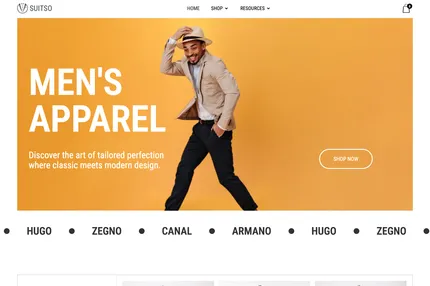 SUITSO
HOME SHOP RESOURCES
0
MEN'S
APPAREL
Discover the art of tailored perfection
where classic meets modern design.
SHOP NOW
HUGO ZEGNO CANAL ARMANO HUGO ZEGNO